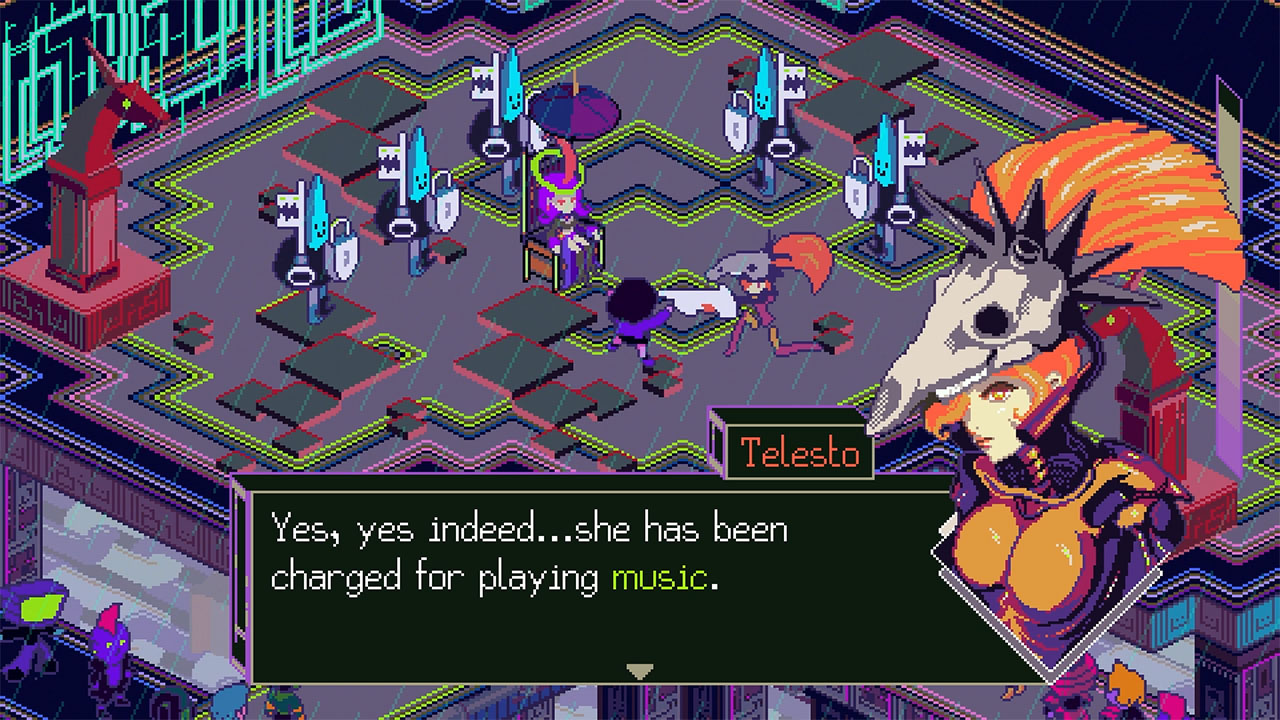 Telesto
Yes, yes indeed...she has been
charged for playing music.